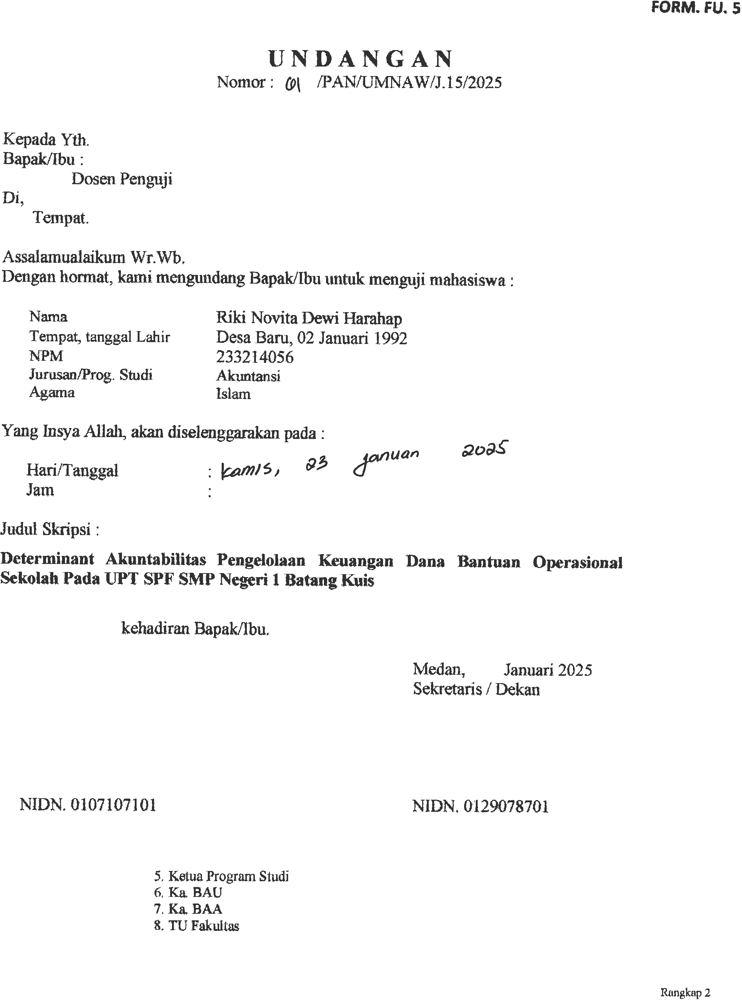 FORM. FU. 5
UNDANGAN
Nomor : 001 /PAN/UMNAW/J.15/2025
Kepada Yth.
Bapak/Ibu :
Dosen Penguji
Di,
Tempat.
Assalamualaikum Wr.Wb.
Dengan hormat, kami mengundang Bapak/Ibu untuk menguji mahasiswa :
Nama Riki Novita Dewi Harahap
Tempat, tanggal Lahir Desa Baru, 02 Januari 1992
NPM 233214056
Jurusan/Prog. Studi Akuntansi
Agama Islam
Yang Insya Allah, akan diselenggarakan pada :
Hari/Tanggal : Kamis, 23 Januari 2025
Jam :
Judul Skripsi :
Determinant Akuntabilitas Pengelolaan Keuangan Dana Bantuan Operasional
Sekolah Pada UPT SPF SMP Negeri 1 Batang Kuis
kehadiran Bapak/Ibu.
Medan, Januari 2025
Sekretaris / Dekan
NIDN. 0107107101 NIDN. 0129078701
5. Ketua Program Studi
6. Ka. BAU
7. Ka. BAA
8. TU Fakultas
Rangkap 2